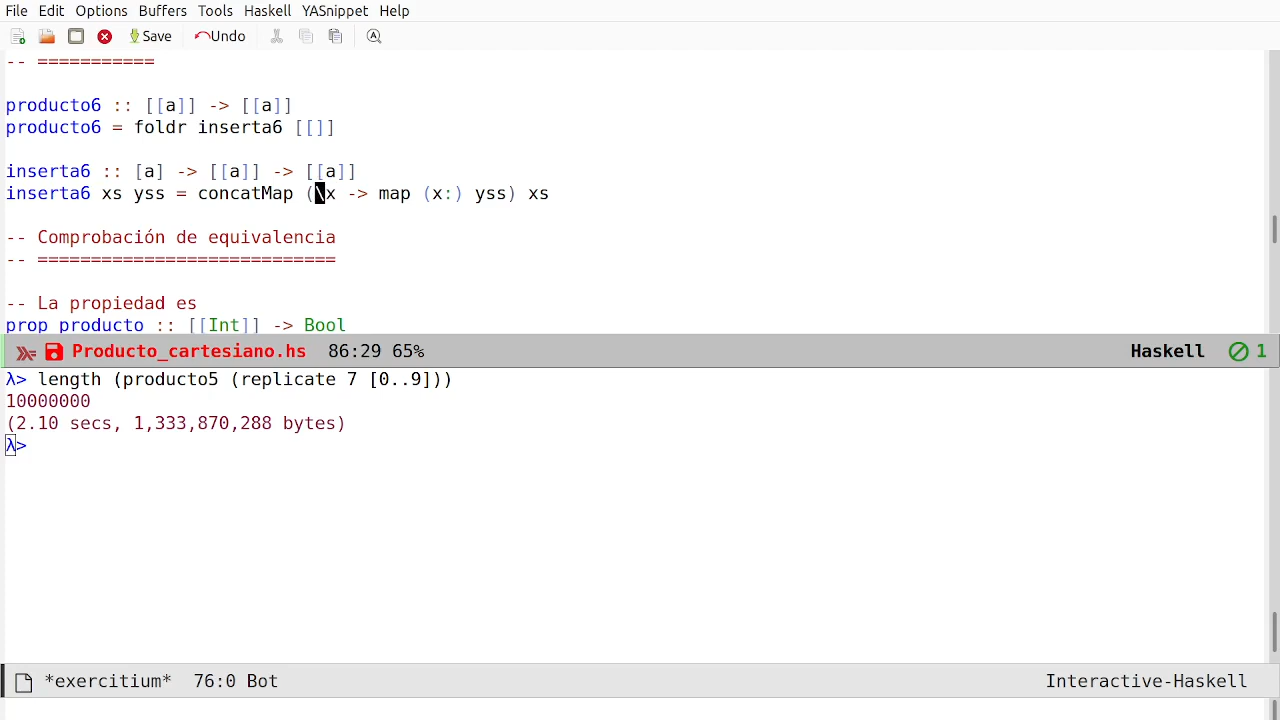 File Edit Options Buffers Tools Haskell YASnippet Help
Save Undo
-- ===========
producto6 :: [[a]] -> [[a]]
producto6 = foldr inserta6 [[]]
inserta6 :: [a] -> [[a]] -> [[a]]
inserta6 xs yss = concatMap (\x -> map (x:) yss) xs
-- Comprobación de equivalencia
-- ============================
-- La propiedad es
prop_producto :: [[Int]] -> Bool
Producto_cartesiano.hs 86:29 65% Haskell 1
λ> length (producto5 (replicate 7 [0..9]))
10000000
(2.10 secs, 1,333,870,288 bytes)
λ>
*exercitium* 76:0 Bot Interactive-Haskell